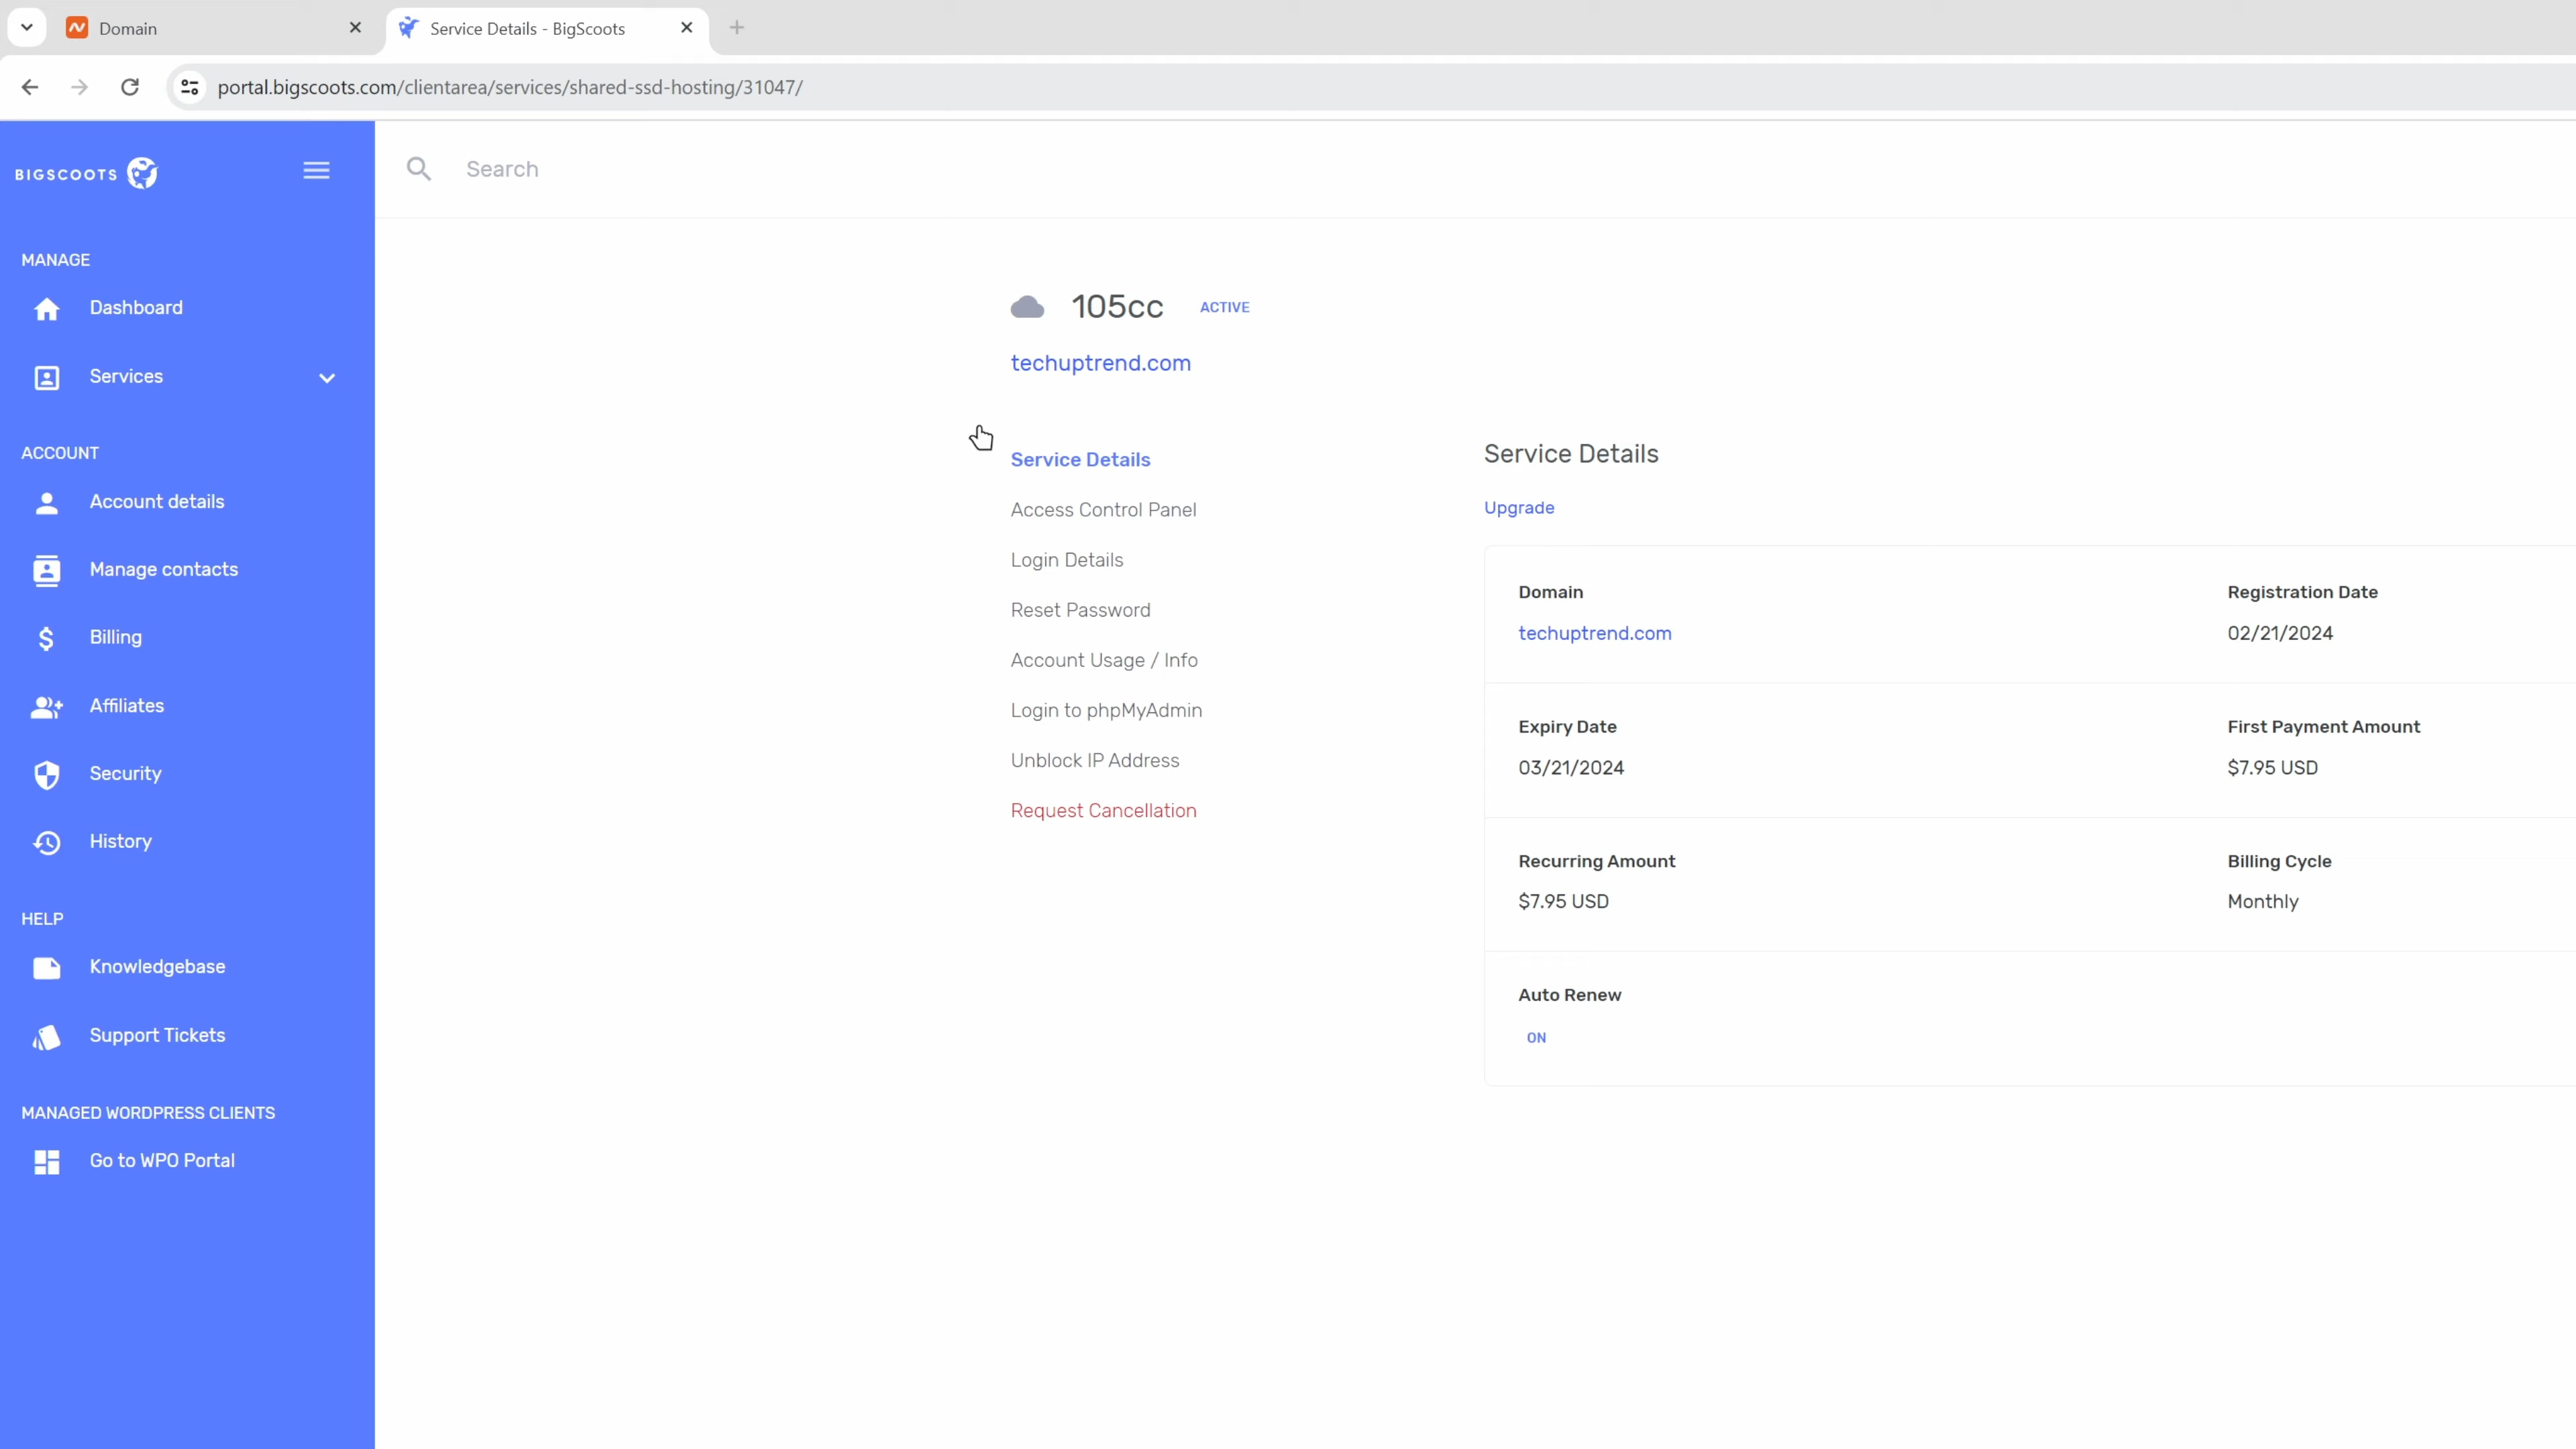 Domain
Service Details - BigScoots
portal.bigscoots.com/clientarea/services/shared-ssd-hosting/31047/
BIGSCOOTS
Search
MANAGE
Dashboard
Services
ACCOUNT
Account details
Manage contacts
Billing
Affiliates
Security
History
HELP
Knowledgebase
Support Tickets
MANAGED WORDPRESS CLIENTS
Go to WPO Portal
105cc ACTIVE
techuptrend.com
Service Details
Access Control Panel
Login Details
Reset Password
Account Usage / Info
Login to phpMyAdmin
Unblock IP Address
Request Cancellation
Service Details
Upgrade
Domain
techuptrend.com
Registration Date
02/21/2024
Expiry Date
03/21/2024
First Payment Amount
$7.95 USD
Recurring Amount
$7.95 USD
Billing Cycle
Monthly
Auto Renew
ON